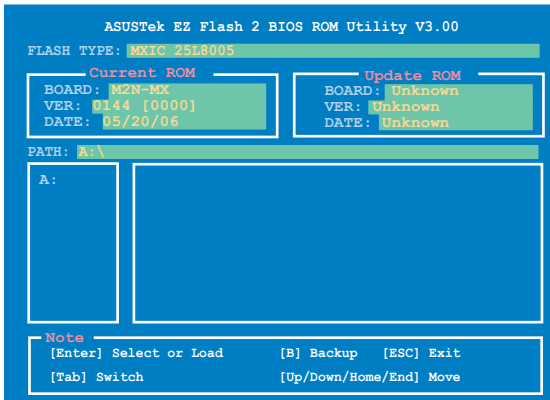 ASUSTek EZ Flash 2 BIOS ROM Utility V3.00
FLASH TYPE: MXIC 25L8005
Current ROM
BOARD: M2N-MX
VER: 0144 [0000]
DATE: 05/20/06
Update ROM
BOARD: Unknown
VER: Unknown
DATE: Unknown
PATH: A:\
A:
Note
[Enter] Select or Load [B] Backup [ESC] Exit
[Tab] Switch [Up/Down/Home/End] Move